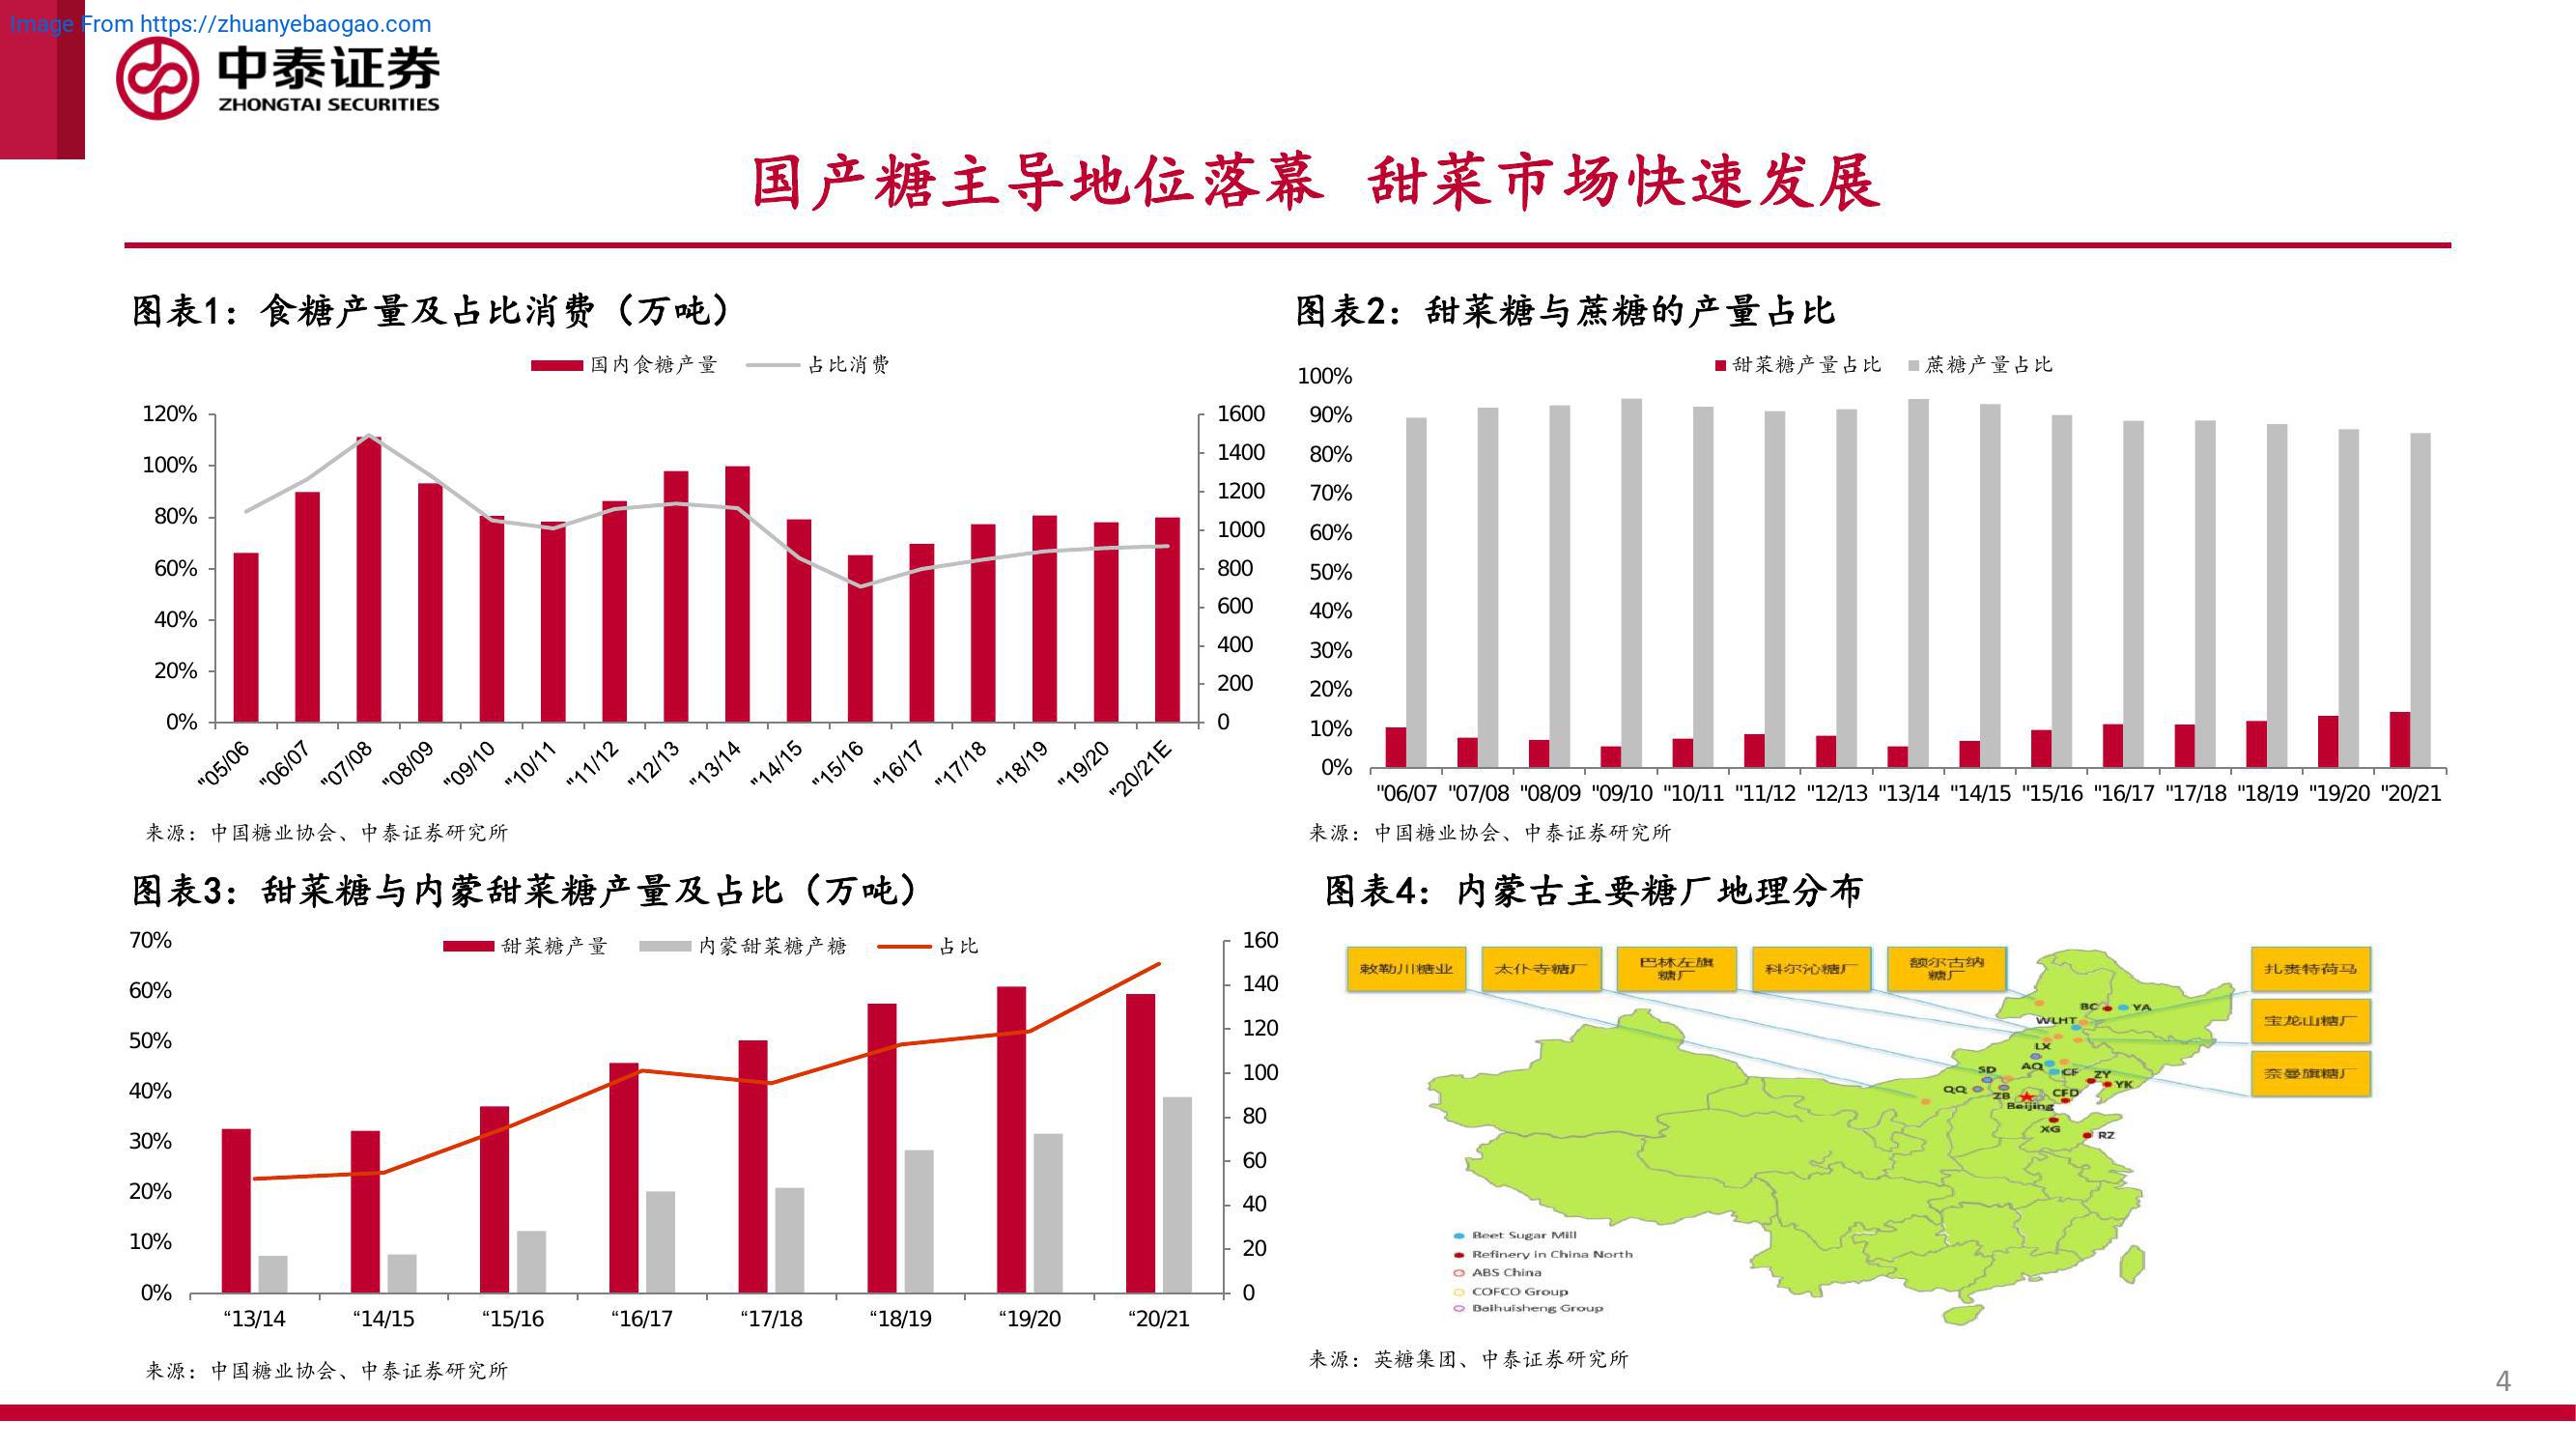 Image From https://zhuanyebaogao.com
中泰证券
ZHONGTAI SECURITIES
国产糖主导地位落幕 甜菜市场快速发展
图表1：食糖产量及占比消费（万吨）
国内食糖产量 占比消费
120%
100%
80%
60%
40%
20%
0%
1600
1400
1200
1000
800
600
400
200
0
"05/06 "06/07 "07/08 "08/09 "09/10 "10/11 "11/12 "12/13 "13/14 "14/15 "15/16 "16/17 "17/18 "18/19 "19/20 "20/21E
来源：中国糖业协会、中泰证券研究所
图表2：甜菜糖与蔗糖的产量占比
甜菜糖产量占比 蔗糖产量占比
100%
90%
80%
70%
60%
50%
40%
30%
20%
10%
0%
"06/07 "07/08 "08/09 "09/10 "10/11 "11/12 "12/13 "13/14 "14/15 "15/16 "16/17 "17/18 "18/19 "19/20 "20/21
来源：中国糖业协会、中泰证券研究所
图表3：甜菜糖与内蒙甜菜糖产量及占比（万吨）
甜菜糖产量 内蒙甜菜糖产糖 占比
70%
60%
50%
40%
30%
20%
10%
0%
160
140
120
100
80
60
40
20
0
“13/14 “14/15 “15/16 “16/17 “17/18 “18/19 “19/20 “20/21
来源：中国糖业协会、中泰证券研究所
图表4：内蒙古主要糖厂地理分布
敕勒川糖业
太仆寺糖厂
巴林左旗
糖厂
科尔沁糖厂
额尔古纳
糖厂
扎赉特荷马
宝龙山糖厂
奈曼旗糖厂
BC YA
WLHT
LX
AQ CF ZY
SD YK
QQ ZB CFD
Beijing
XG
RZ
Beet Sugar Mill
Refinery in China North
ABS China
COFCO Group
Baihuisheng Group
来源：英糖集团、中泰证券研究所
4